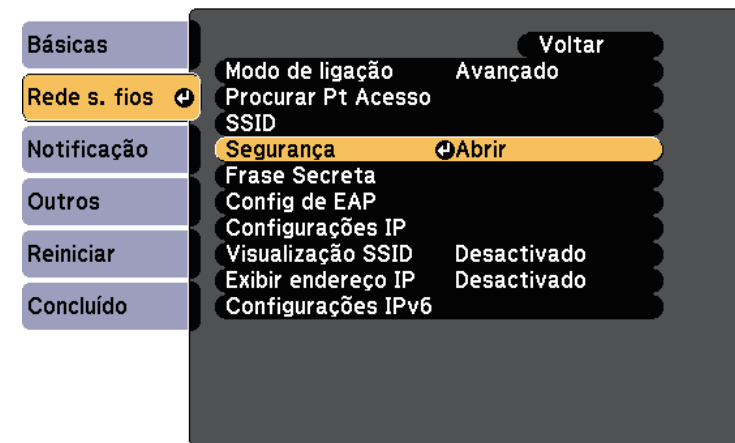 Básicas
Rede s. fios
Notificação
Outros
Reiniciar
Concluído
Voltar
Modo de ligação Avançado
Procurar Pt Acesso
SSID
Segurança Abrir
Frase Secreta
Config de EAP
Configurações IP
Visualização SSID Desactivado
Exibir endereço IP Desactivado
Configurações IPv6